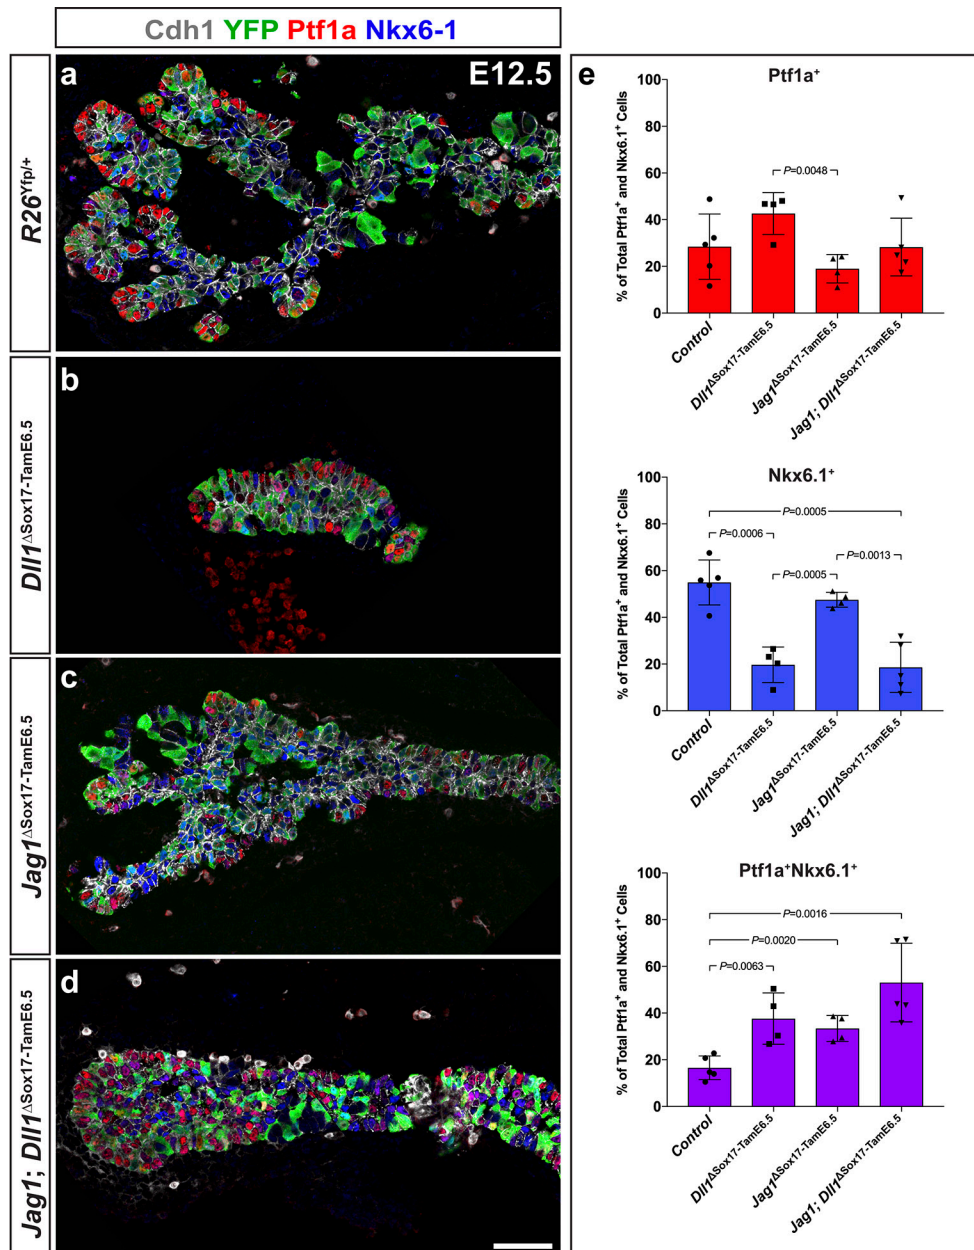 Cdh1 YFP Ptf1a Nkx6-1
a
E12.5
R26Yfp/+
b
Dll1ΔSox17-TamE6.5
c
Jag1ΔSox17-TamE6.5
d
Jag1; Dll1ΔSox17-TamE6.5
e
Ptf1a+
% of Total Ptf1a+ and Nkx6.1+ Cells
100
80
60
40
20
0
P=0.0048
Control
Dll1ΔSox17-TamE6.5
Jag1ΔSox17-TamE6.5
Jag1; Dll1ΔSox17-TamE6.5
Nkx6.1+
% of Total Ptf1a+ and Nkx6.1+ Cells
100
80
60
40
20
0
P=0.0005
P=0.0006
P=0.0013
P=0.0005
Control
Dll1ΔSox17-TamE6.5
Jag1ΔSox17-TamE6.5
Jag1; Dll1ΔSox17-TamE6.5
Ptf1a+Nkx6.1+
% of Total Ptf1a+ and Nkx6.1+ Cells
100
80
60
40
20
0
P=0.0016
P=0.0020
P=0.0063
Control
Dll1ΔSox17-TamE6.5
Jag1ΔSox17-TamE6.5
Jag1; Dll1ΔSox17-TamE6.5